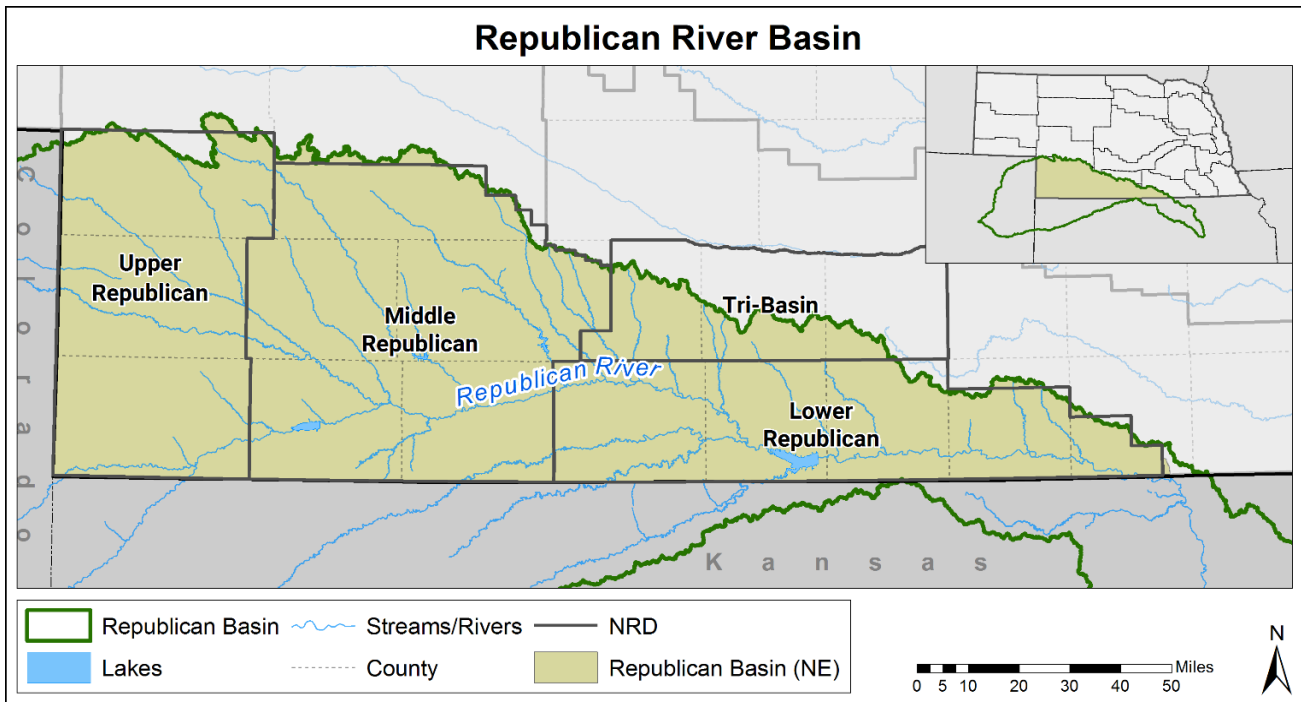 Republican River Basin
Colorado
Upper
Republican
Middle
Republican
Tri-Basin
Republican River
Lower
Republican
Kansas
Republican Basin
Streams/Rivers
NRD
Lakes
County
Republican Basin (NE)
N
Miles
0 5 10 20 30 40 50